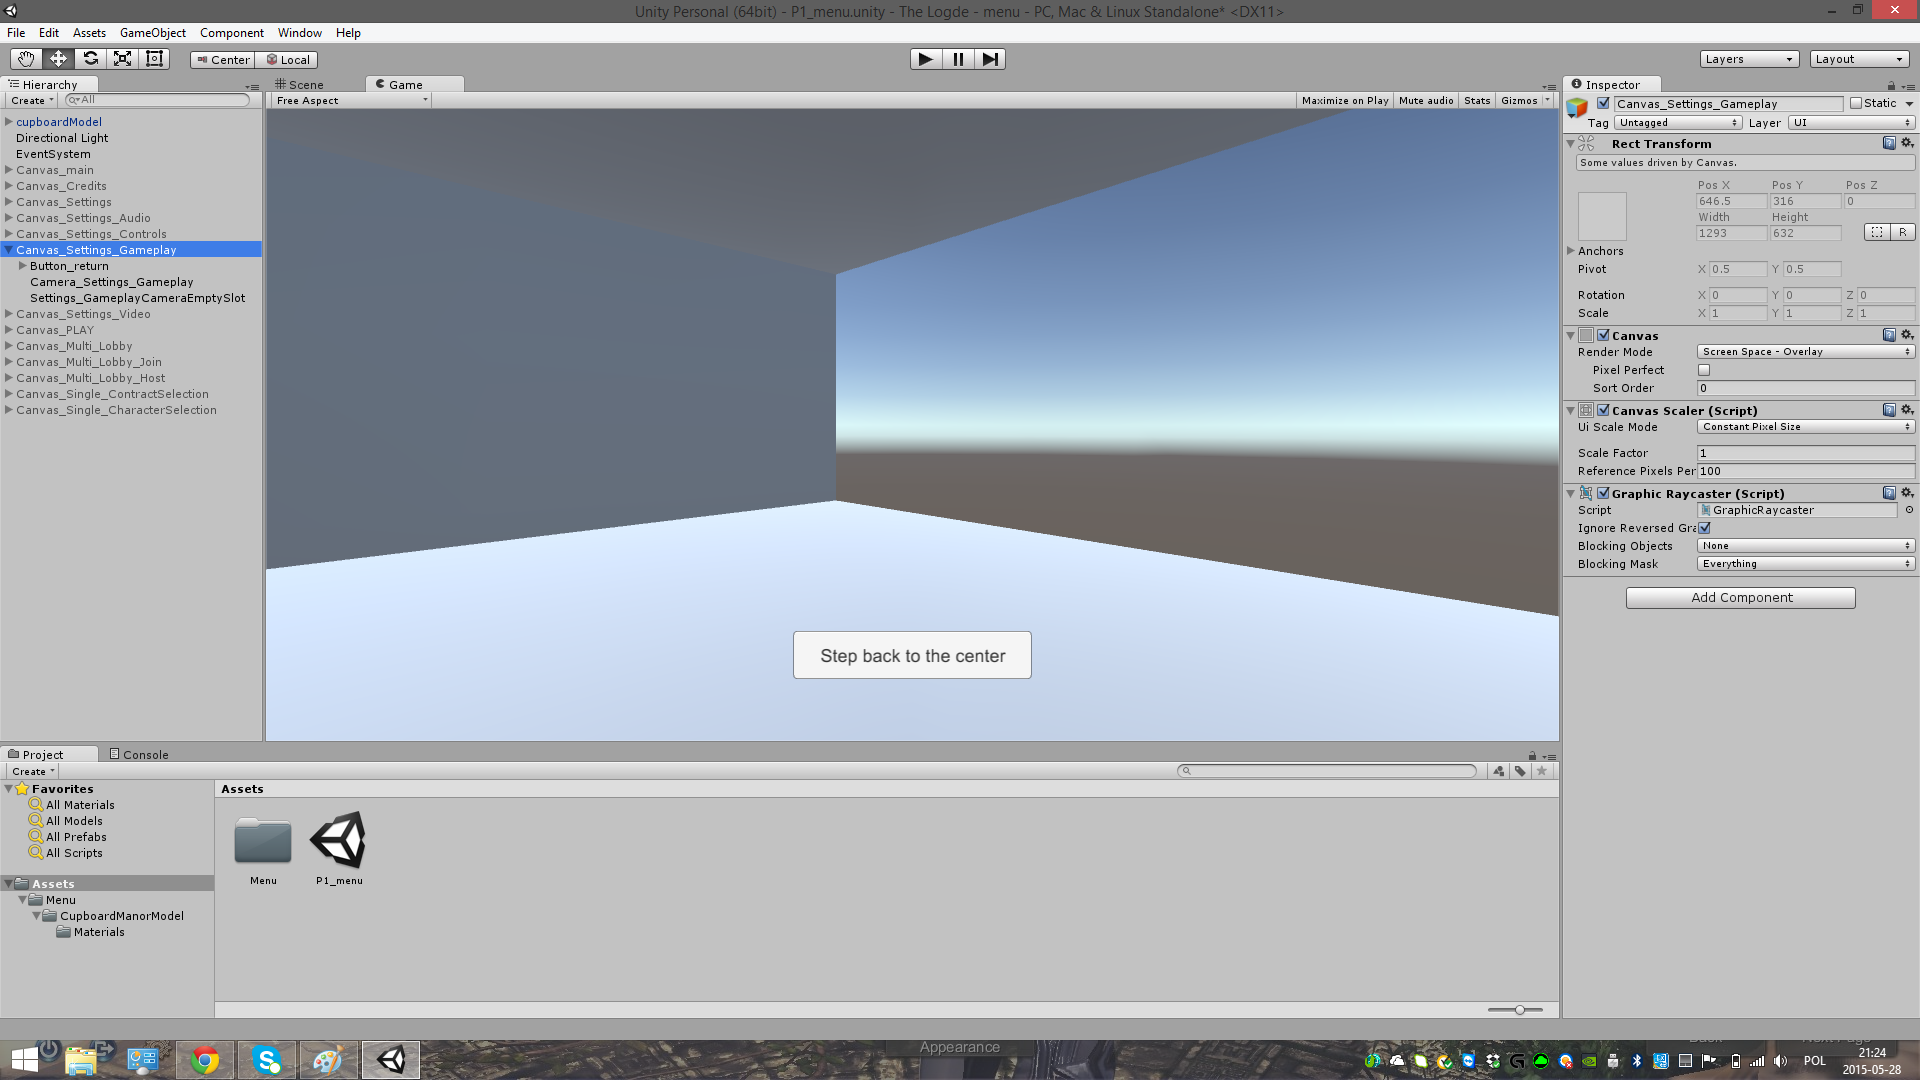 Unity Personal (64bit) - P1_menu.unity - The Logde - menu - PC, Mac & Linux Standalone* <DX11>
File Edit Assets GameObject Component Window Help
Center Local Layers Layout
Hierarchy
Create All
cupboardModel
Directional Light
EventSystem
Canvas_main
Canvas_Credits
Canvas_Settings
Canvas_Settings_Audio
Canvas_Settings_Controls
Canvas_Settings_Gameplay
Button_return
Camera_Settings_Gameplay
Settings_GameplayCameraEmptySlot
Canvas_Settings_Video
Canvas_PLAY
Canvas_Multi_Lobby
Canvas_Multi_Lobby_Join
Canvas_Multi_Lobby_Host
Canvas_Single_ContractSelection
Canvas_Single_CharacterSelection
Scene Game
Free Aspect Maximize on Play Mute audio Stats Gizmos
Step back to the center
Inspector
Canvas_Settings_Gameplay Static
Tag Untagged Layer UI
Rect Transform
Some values driven by Canvas.
Pos X Pos Y Pos Z
646.5 316 0
Width Height
1293 632 R
Anchors
Pivot X 0.5 Y 0.5
Rotation X 0 Y 0 Z 0
Scale X 1 Y 1 Z 1
Canvas
Render Mode Screen Space - Overlay
Pixel Perfect
Sort Order 0
Canvas Scaler (Script)
Ui Scale Mode Constant Pixel Size
Scale Factor 1
Reference Pixels Per 100
Graphic Raycaster (Script)
Script GraphicRaycaster
Ignore Reversed Gra
Blocking Objects None
Blocking Mask Everything
Add Component
Project Console
Create
Favorites
All Materials
All Models
All Prefabs
All Scripts
Assets
Menu
CupboardManorModel
Materials
Assets
Menu P1_menu
Appearance
POL
21:24
2015-05-28